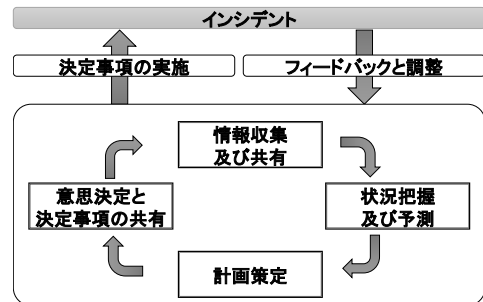 インシデント
決定事項の実施
フィードバックと調整
情報収集
及び共有
意思決定と
決定事項の共有
状況把握
及び予測
計画策定